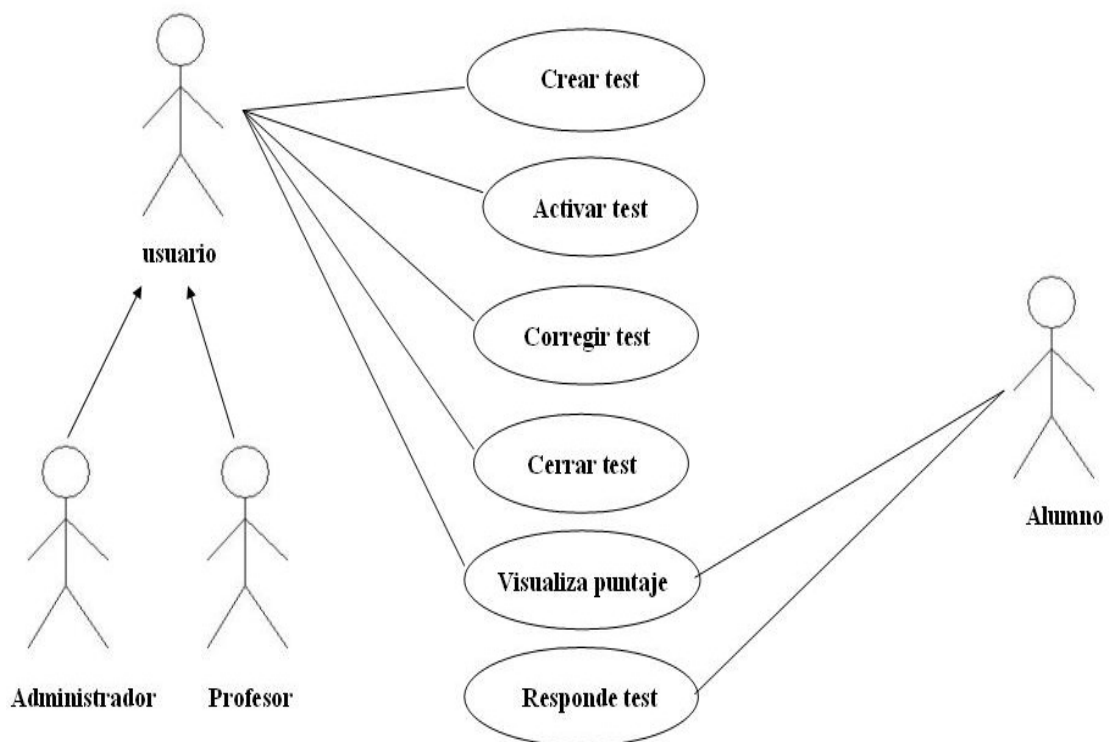 Crear test
Activar test
usuario
Corregir test
Cerrar test
Alumno
Visualiza puntaje
Administrador
Profesor
Responde test